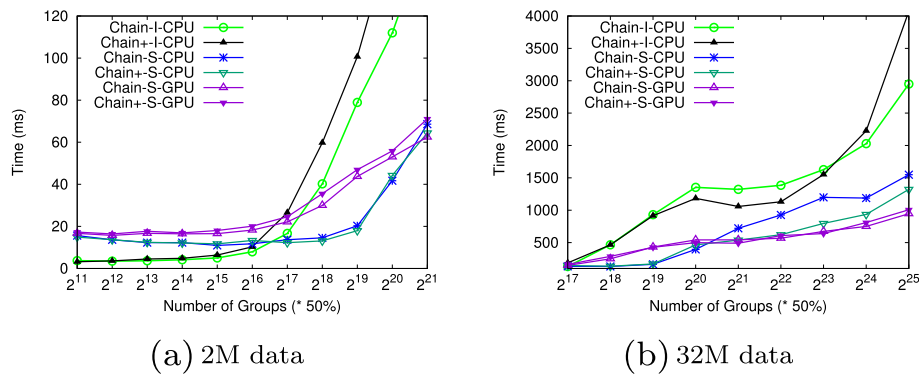 120
100
80
60
40
20
0
Time (ms)
Chain-I-CPU
Chain+-I-CPU
Chain-S-CPU
Chain+-S-CPU
Chain-S-GPU
Chain+-S-GPU
2^11 2^12 2^13 2^14 2^15 2^16 2^17 2^18 2^19 2^20 2^21
Number of Groups (* 50%)
(a) 2M data
4000
3500
3000
2500
2000
1500
1000
500
Time (ms)
Chain-I-CPU
Chain+-I-CPU
Chain-S-CPU
Chain+-S-CPU
Chain-S-GPU
Chain+-S-GPU
2^17 2^18 2^19 2^20 2^21 2^22 2^23 2^24 2^25
Number of Groups (* 50%)
(b) 32M data